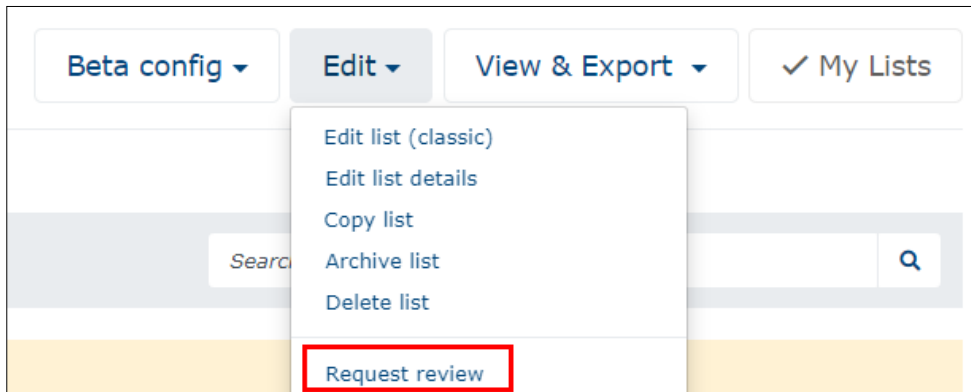 Beta config Edit View & Export My Lists
Edit list (classic)
Edit list details
Copy list
Searc
Archive list
Delete list
Request review